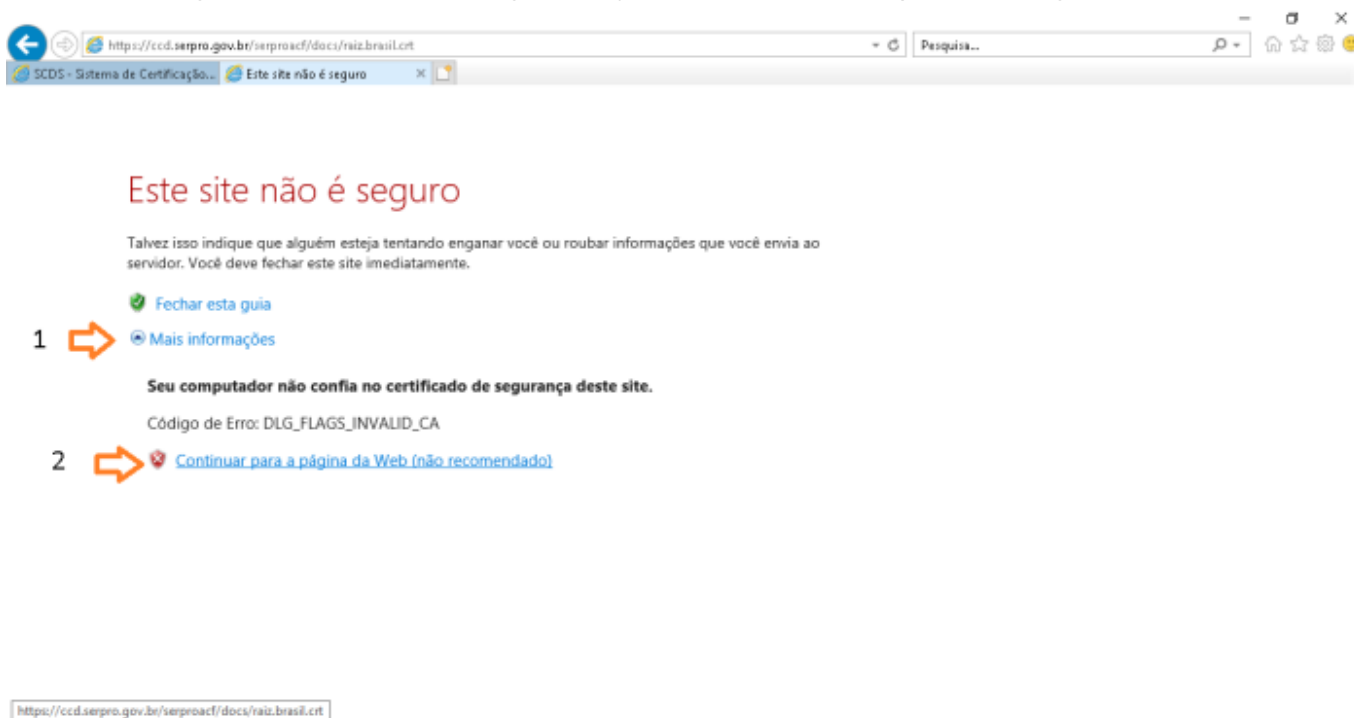 https://ccd.serpro.gov.br/serproacf/docs/raiz.brasil.crt
Pesquisa...
SCDS - Sistema de Certificação...
Este site não é seguro
Este site não é seguro
Talvez isso indique que alguém esteja tentando enganar você ou roubar informações que você envia ao
servidor. Você deve fechar este site imediatamente.
Fechar esta guia
1
Mais informações
Seu computador não confia no certificado de segurança deste site.
Código de Erro: DLG_FLAGS_INVALID_CA
2
Continuar para a página da Web (não recomendado)
https://ccd.serpro.gov.br/serproacf/docs/raiz.brasil.crt